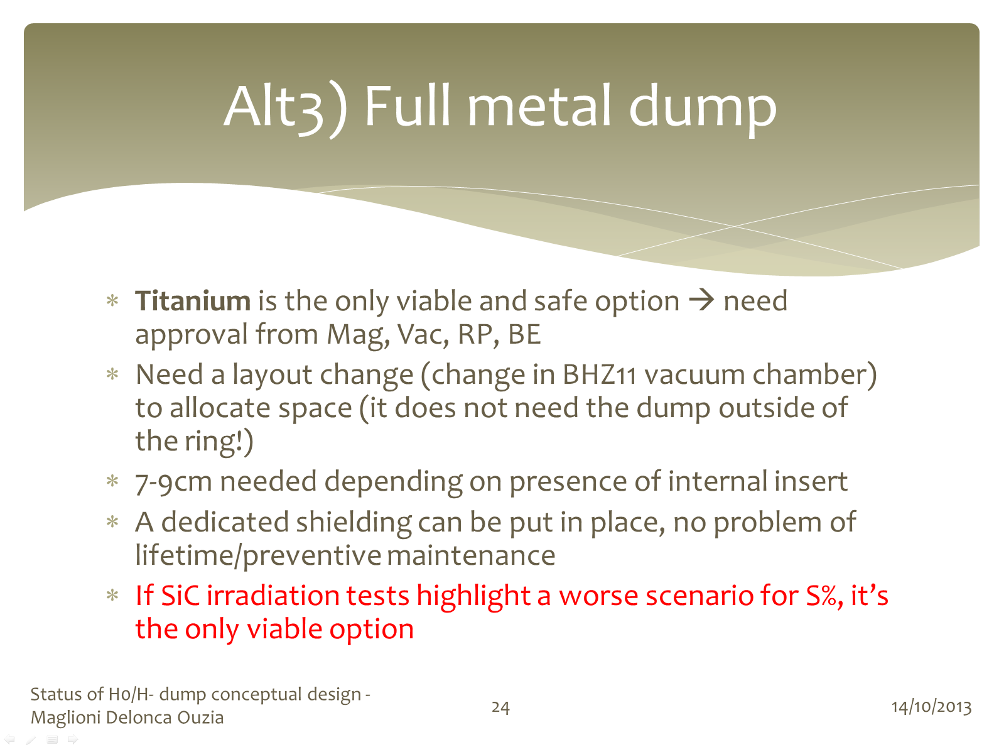 Alt3) Full metal dump
* Titanium is the only viable and safe option → need
approval from Mag, Vac, RP, BE
* Need a layout change (change in BHZ11 vacuum chamber)
to allocate space (it does not need the dump outside of
the ring!)
* 7-9cm needed depending on presence of internal insert
* A dedicated shielding can be put in place, no problem of
lifetime/preventive maintenance
* If SiC irradiation tests highlight a worse scenario for S%, it’s
the only viable option
Status of H0/H- dump conceptual design -
Maglioni Delonca Ouzia
24
14/10/2013